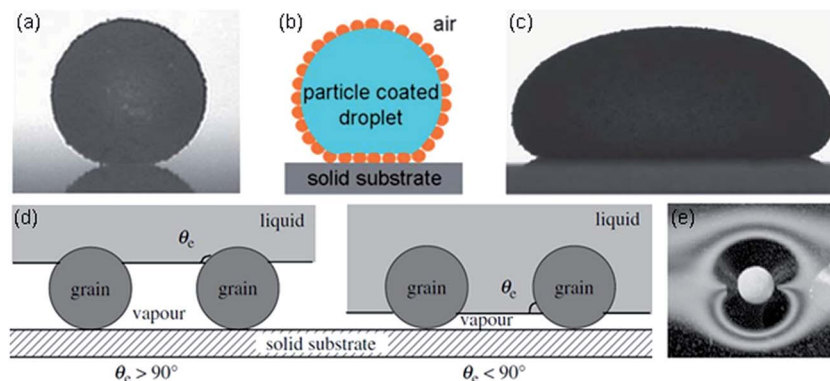 (a)
(b)
air
particle coated
droplet
solid substrate
(c)
(d)
liquid
θe
grain
grain
vapour
liquid
θe
grain
grain
vapour
solid substrate
θe > 90°
θe < 90°
(e)